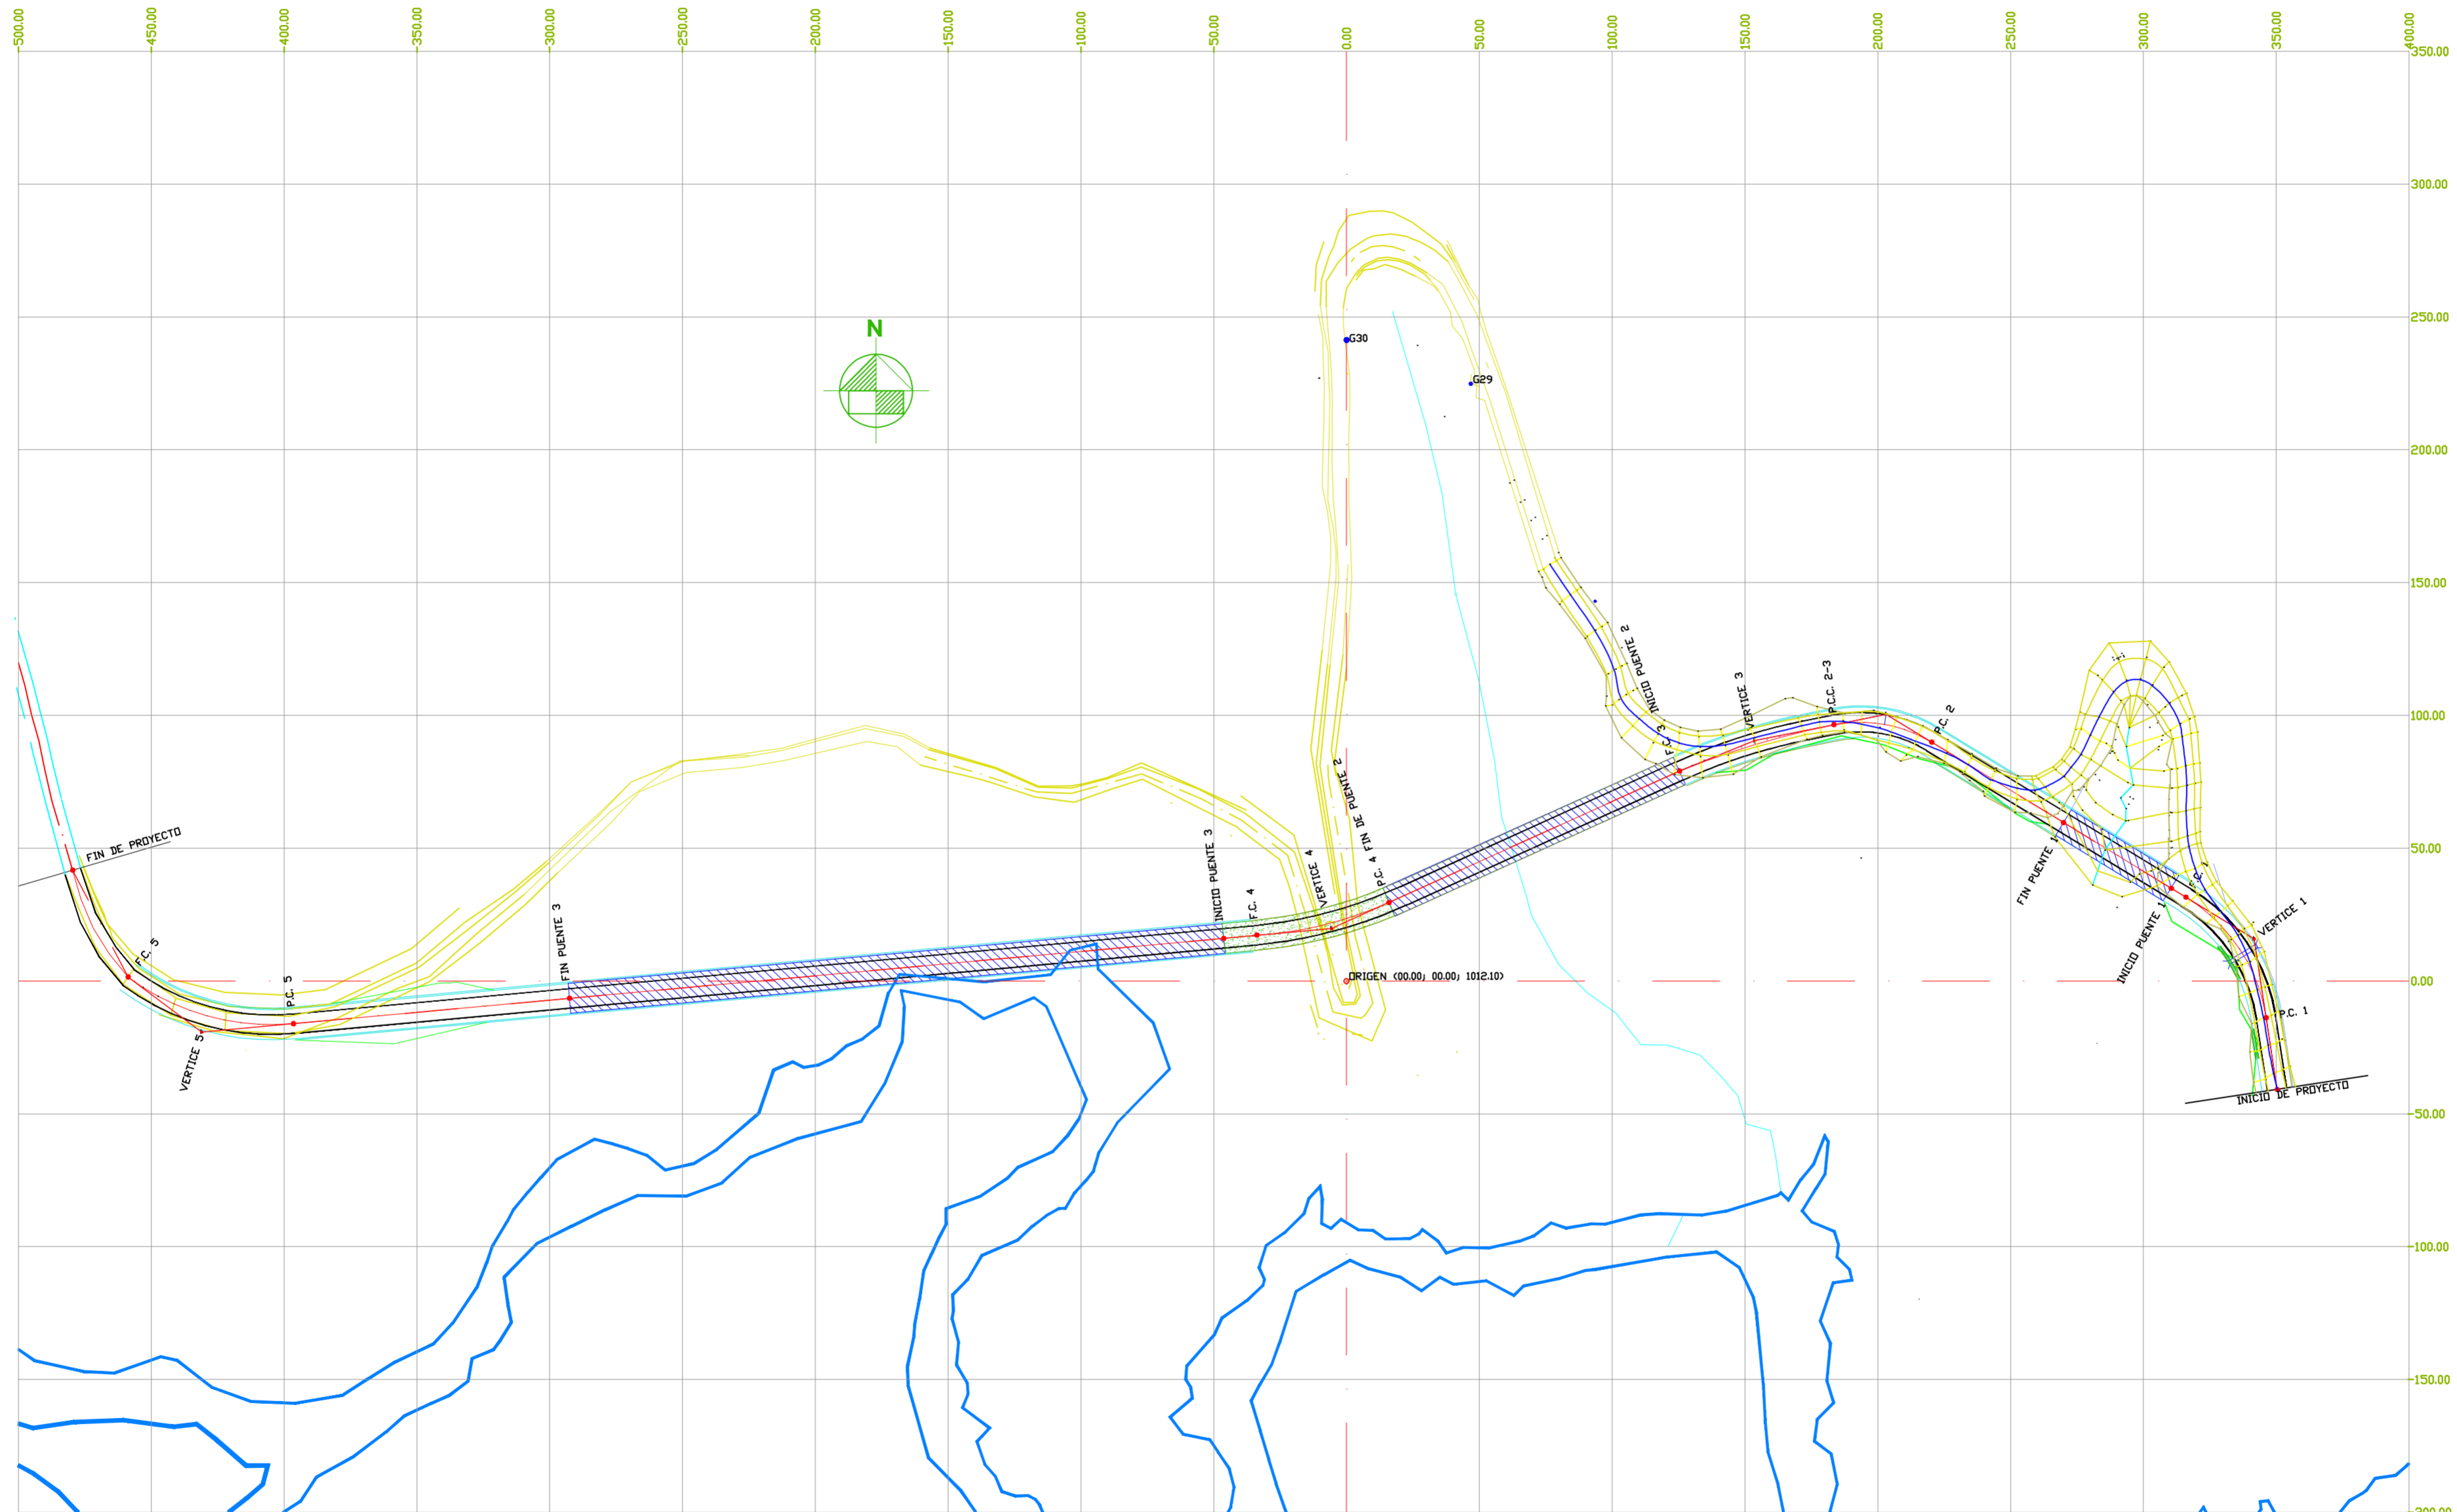 500.00
450.00
400.00
350.00
300.00
250.00
200.00
150.00
100.00
50.00
0.00
50.00
100.00
150.00
200.00
250.00
300.00
350.00
400.00
350.00
300.00
250.00
200.00
150.00
100.00
50.00
0.00
-50.00
-100.00
-150.00
N
G30
G29
INICIO PUENTE 2
F.C. 3
VERTICE 3
P.C.C. 2-3
P.C. 2
FIN PUENTE 1
INICIO PUENTE 1
F.C. 1
VERTICE 1
P.C. 1
INICIO DE PROYECTO
P.C. 4 FIN DE PUENTE 2
VERTICE 4
F.C. 4
INICIO PUENTE 3
ORIGEN (00.00; 00.00; 1012.10)
FIN PUENTE 3
P.C. 5
VERTICE 5
F.C. 5
FIN DE PROYECTO